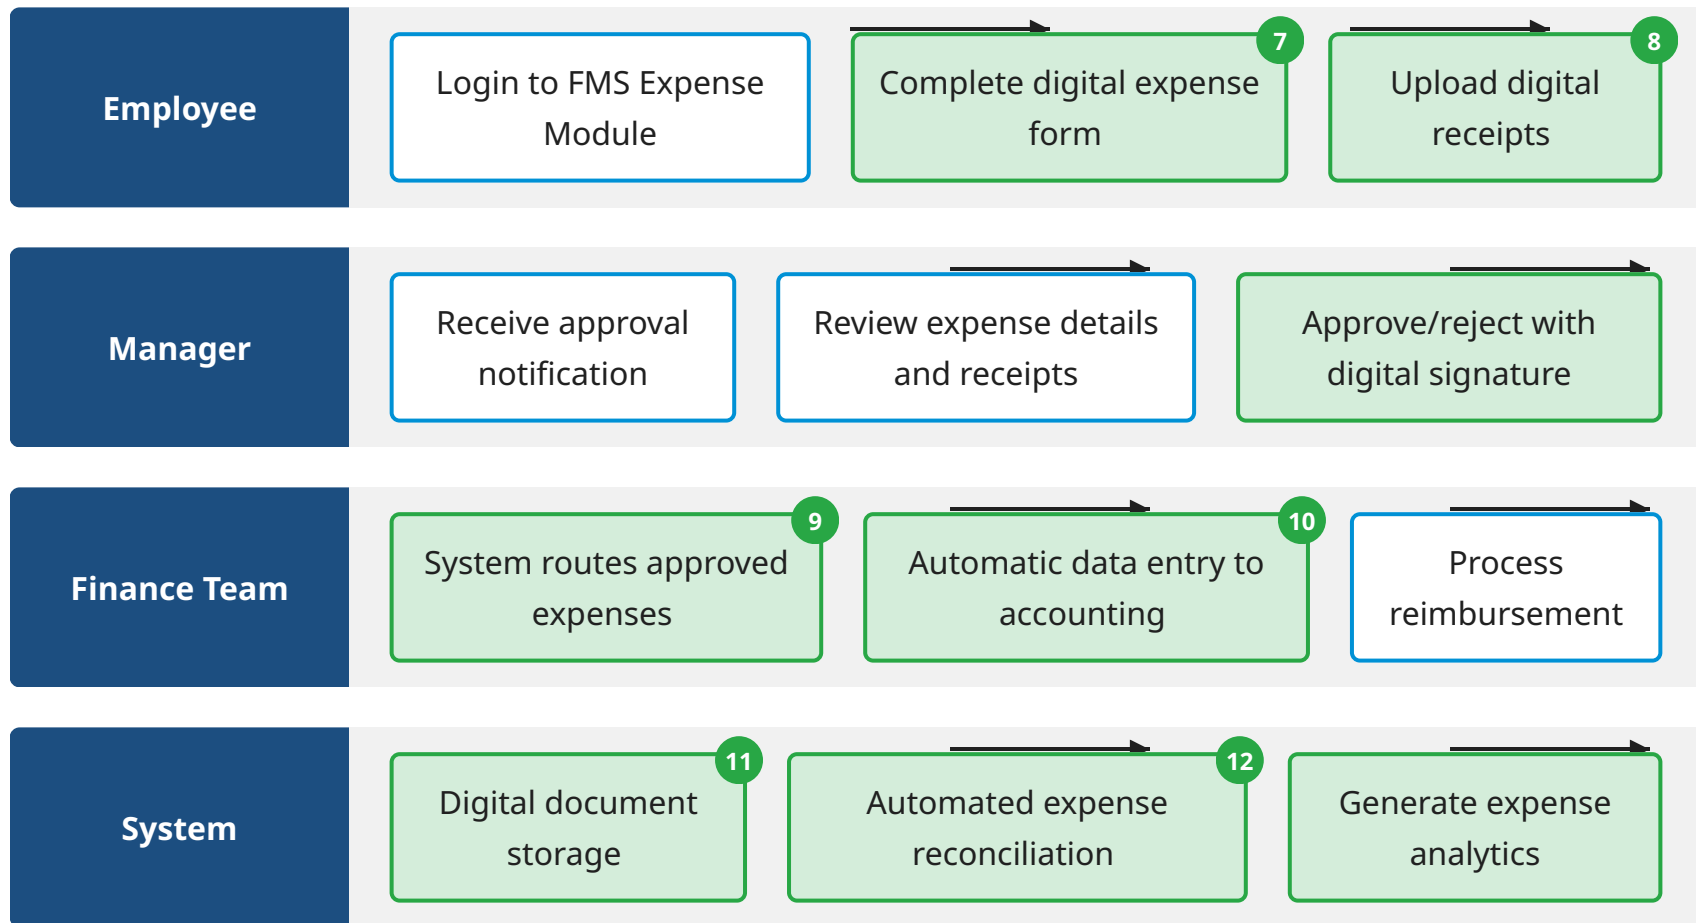 Employee
Login to FMS Expense
Module
7
Complete digital expense
form
8
Upload digital
receipts
Manager
Receive approval
notification
Review expense details
and receipts
Approve/reject with
digital signature
Finance Team
9
System routes approved
expenses
10
Automatic data entry to
accounting
Process
reimbursement
System
11
Digital document
storage
12
Automated expense
reconciliation
Generate expense
analytics